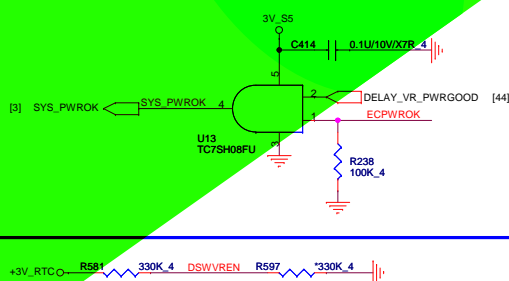 3V_S5
C414 0.1U/10V/X7R_4
5
2 DELAY_VR_PWRGOOD [44]
[3] SYS_PWROK SYS_PWROK 4
1 ECPWROK
U13
TC7SH08FU
3
R238
100K_4
+3V_RTC R581 330K_4 DSWVREN R597 *330K_4